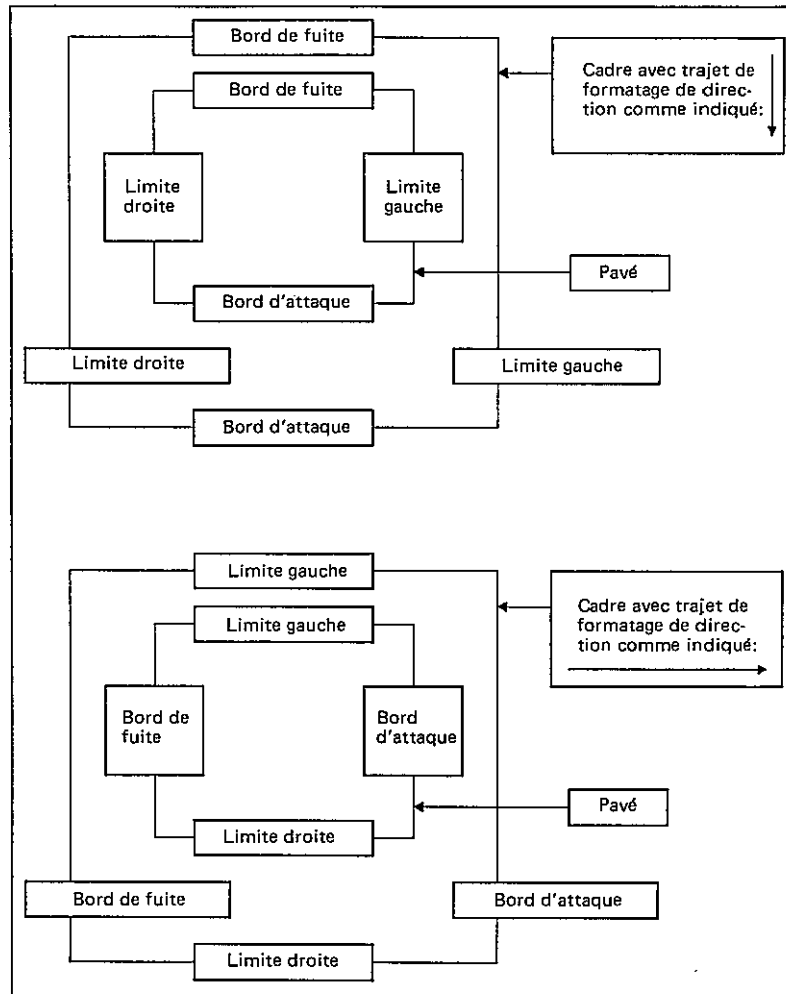 Bord de fuite
Cadre avec trajet de
formatage de direc-
tion comme indiqué:
Bord de fuite
Limite
droite
Limite
gauche
Pavé
Bord d'attaque
Limite droite
Limite gauche
Bord d'attaque
Limite gauche
Cadre avec trajet de
formatage de direc-
tion comme indiqué:
Limite gauche
Bord de
fuite
Bord
d'attaque
Pavé
Limite droite
Bord de fuite
Bord d'attaque
Limite droite